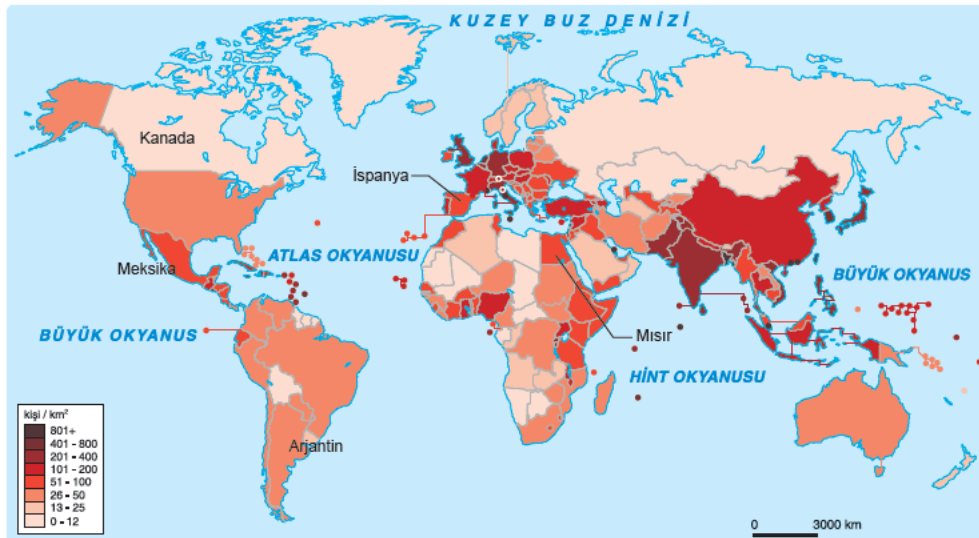 KUZEY BUZ DENİZİ
Kanada
İspanya
ATLAS OKYANUSU
Meksika
BÜYÜK OKYANUS
BÜYÜK OKYANUS
Mısır
HİNT OKYANUSU
Arjantin
kişi / km²
801+
401 - 800
201 - 400
101 - 200
51 - 100
26 - 50
13 - 25
0 - 12
0 3000 km